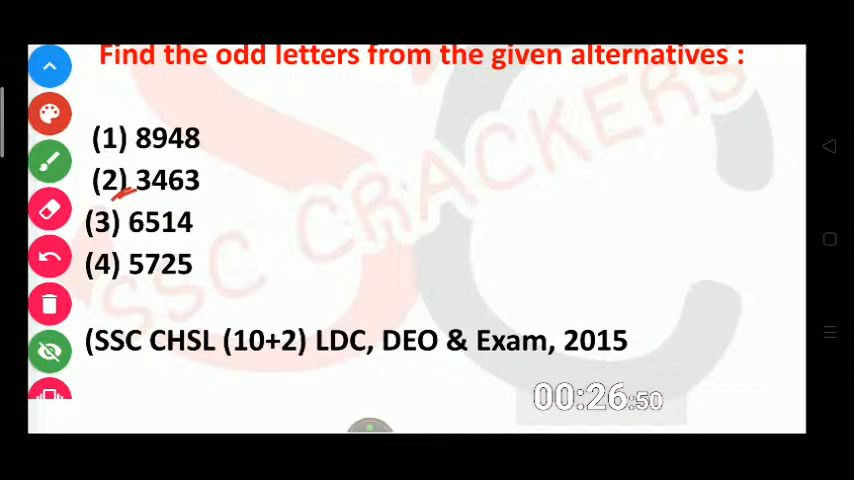 Find the odd letters from the given alternatives :
(1) 8948
(2) 3463
(3) 6514
(4) 5725
(SSC CHSL (10+2) LDC, DEO & Exam, 2015
00:26:50
SSC CRACKERS